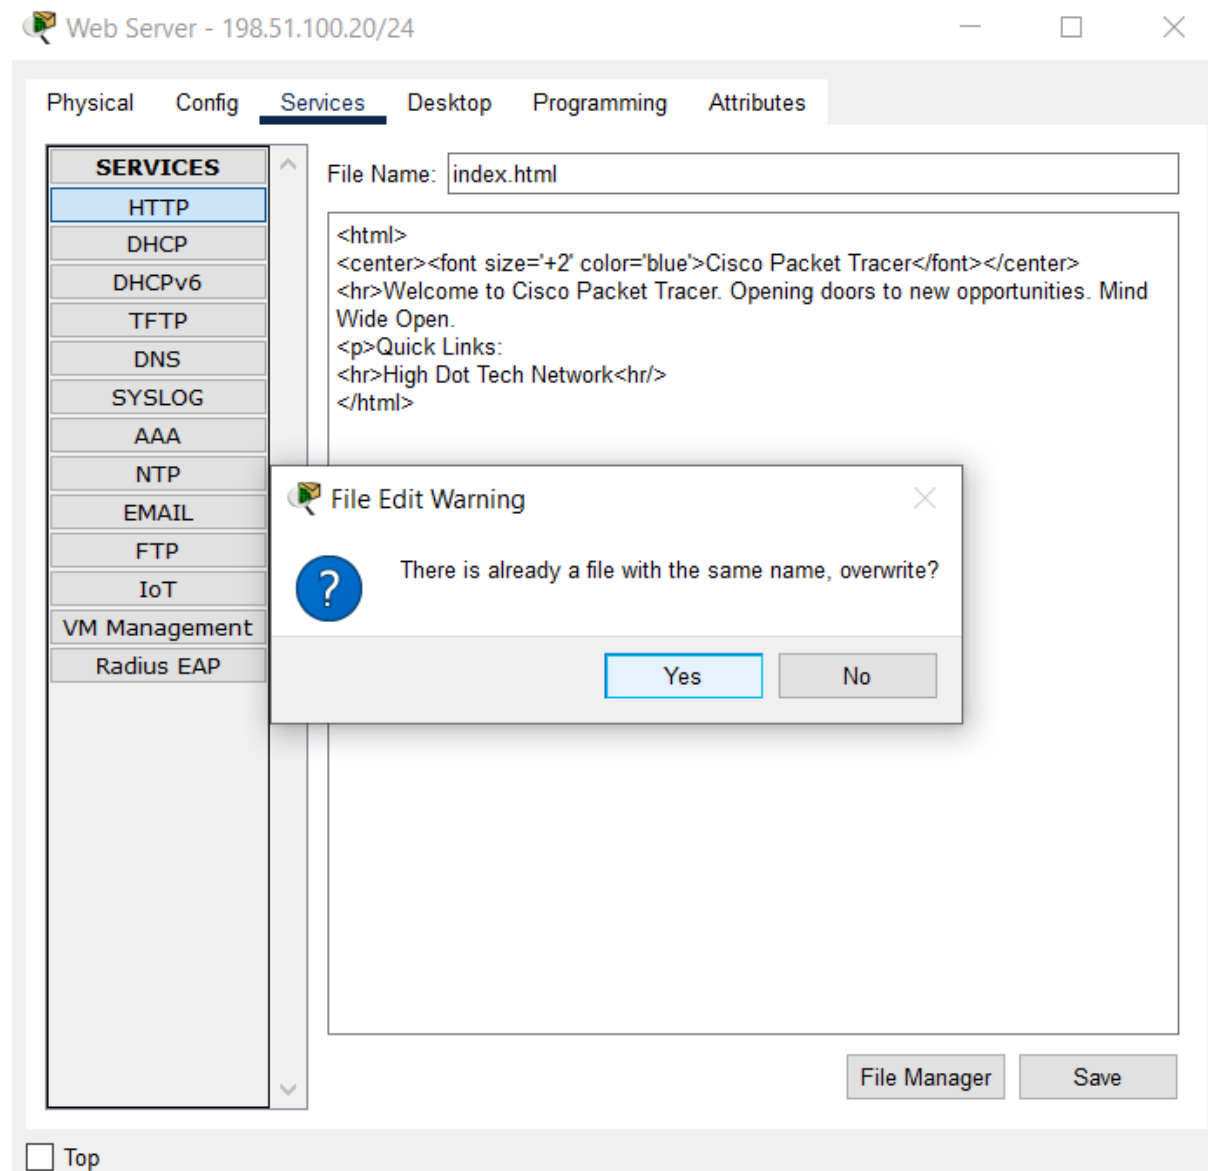 Web Server - 198.51.100.20/24
Physical Config Services Desktop Programming Attributes
SERVICES
HTTP
DHCP
DHCPv6
TFTP
DNS
SYSLOG
AAA
NTP
EMAIL
FTP
IoT
VM Management
Radius EAP
File Name: index.html
<html>
<center><font size='+2' color='blue'>Cisco Packet Tracer</font></center>
<hr>Welcome to Cisco Packet Tracer. Opening doors to new opportunities. Mind
Wide Open.
<p>Quick Links:
<hr>High Dot Tech Network<hr/>
</html>
File Edit Warning
There is already a file with the same name, overwrite?
Yes No
File Manager Save
Top